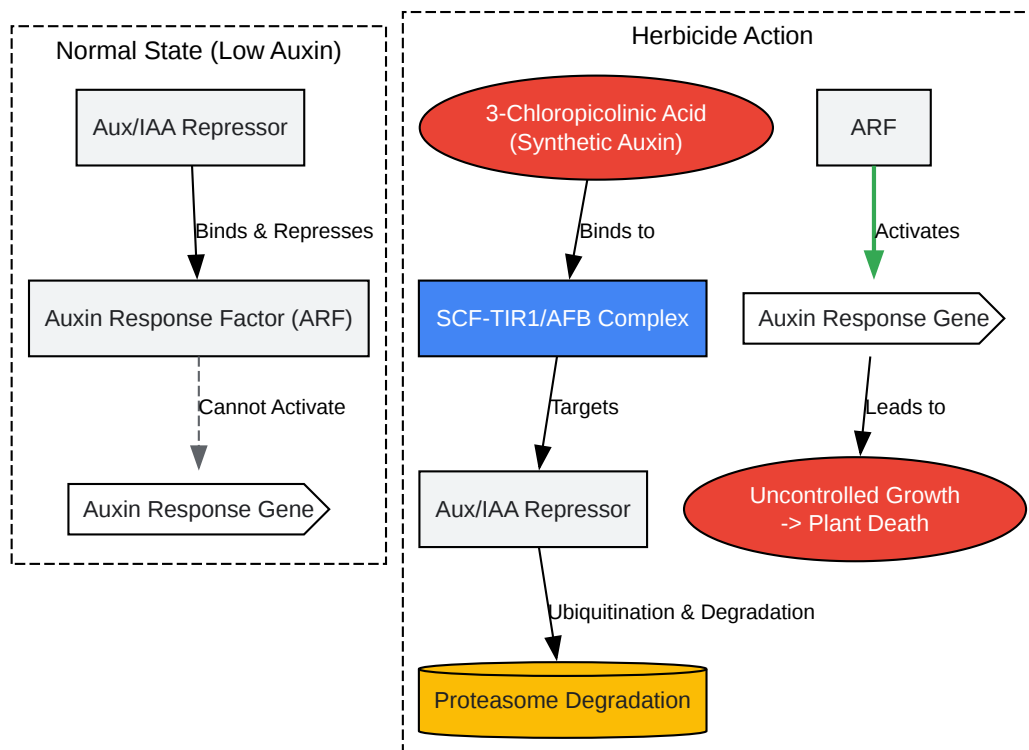 Normal State (Low Auxin)
Aux/IAA Repressor
Binds & Represses
Auxin Response Factor (ARF)
Cannot Activate
Auxin Response Gene
Herbicide Action
3-Chloropicolinic Acid
(Synthetic Auxin)
Binds to
SCF-TIR1/AFB Complex
Targets
Aux/IAA Repressor
Ubiquitination & Degradation
Proteasome Degradation
ARF
Activates
Auxin Response Gene
Leads to
Uncontrolled Growth
-> Plant Death